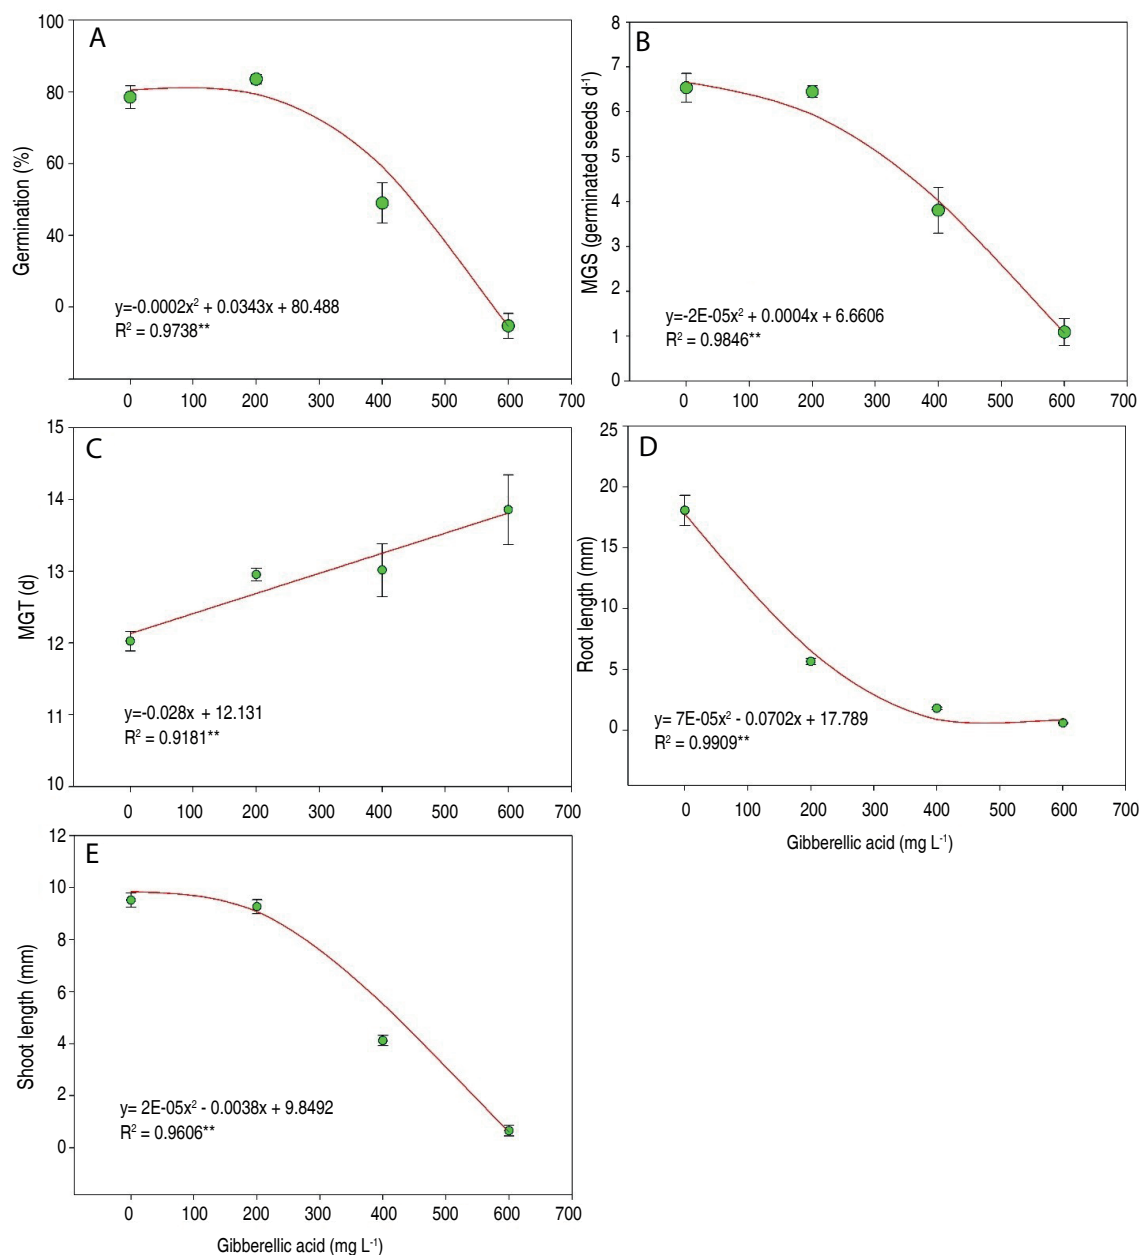 A
100
80
60
40
0
Germination (%)
y=-0.0002x² + 0.0343x + 80.488
R² = 0.9738**
0 100 200 300 400 500 600 700
B
8
7
6
5
4
3
2
1
0
MGS (germinated seeds d⁻¹)
y=-2E-05x² + 0.0004x + 6.6606
R² = 0.9846**
0 100 200 300 400 500 600 700
C
15
14
13
12
11
10
MGT (d)
y=-0.028x + 12.131
R² = 0.9181**
0 100 200 300 400 500 600 700
D
25
20
15
10
5
0
Root length (mm)
y= 7E-05x² - 0.0702x + 17.789
R² = 0.9909**
0 100 200 300 400 500 600 700
Gibberellic acid (mg L⁻¹)
E
12
10
8
6
4
2
0
Shoot length (mm)
y= 2E-05x² - 0.0038x + 9.8492
R² = 0.9606**
0 100 200 300 400 500 600 700
Gibberellic acid (mg L⁻¹)